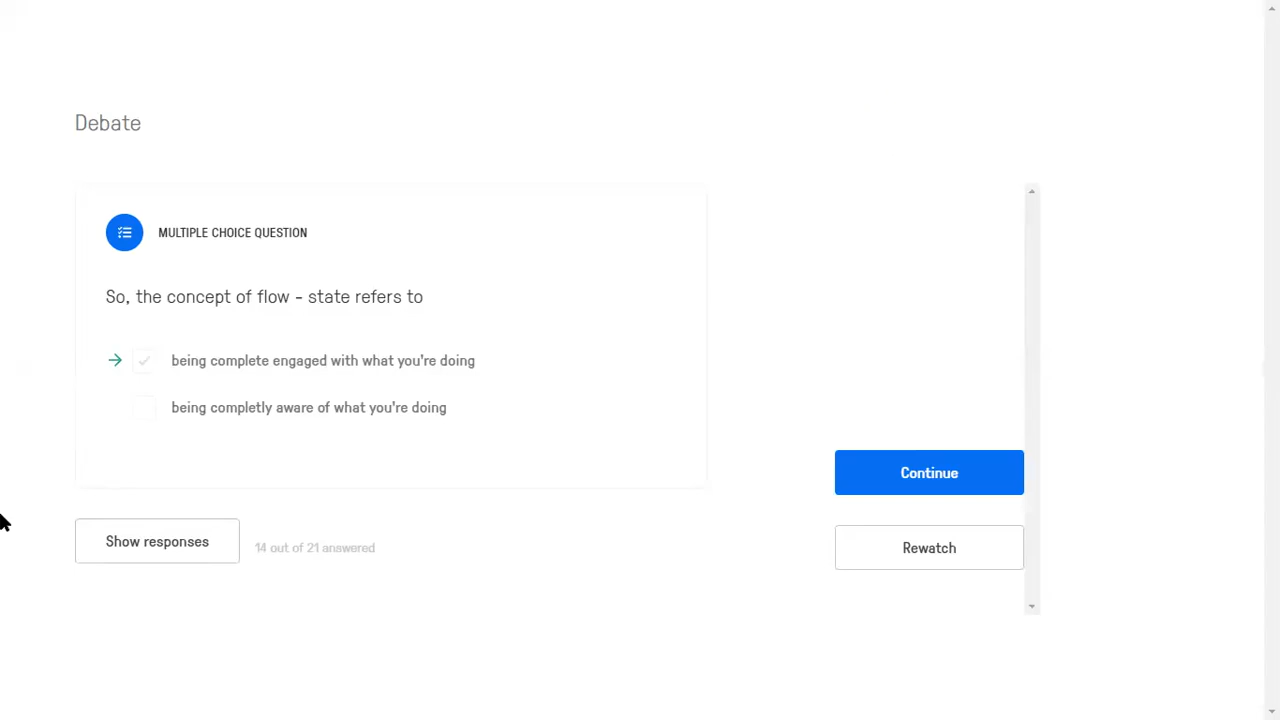 Debate
MULTIPLE CHOICE QUESTION
So, the concept of flow - state refers to
being complete engaged with what you're doing
being completly aware of what you're doing
Continue
Show responses
14 out of 21 answered
Rewatch